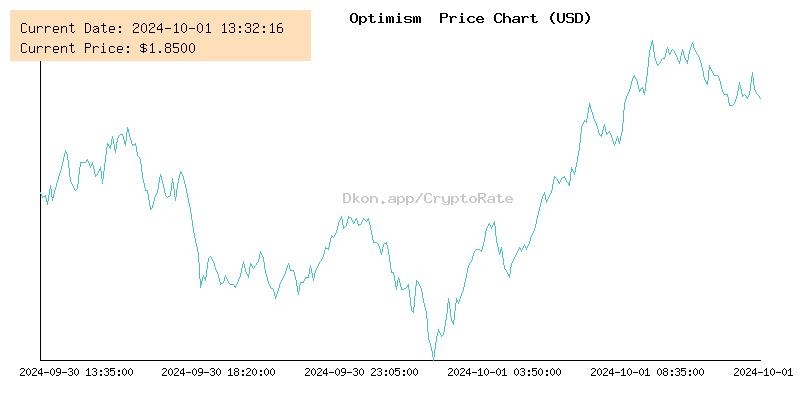 Optimism Price Chart (USD)
Current Date: 2024-10-01 13:32:16
Current Price: $1.8500
Dkon.app/CryptoRate
2024-09-30 13:35:00 2024-09-30 18:20:00 2024-09-30 23:05:00 2024-10-01 03:50:00 2024-10-01 08:35:00 2024-10-01